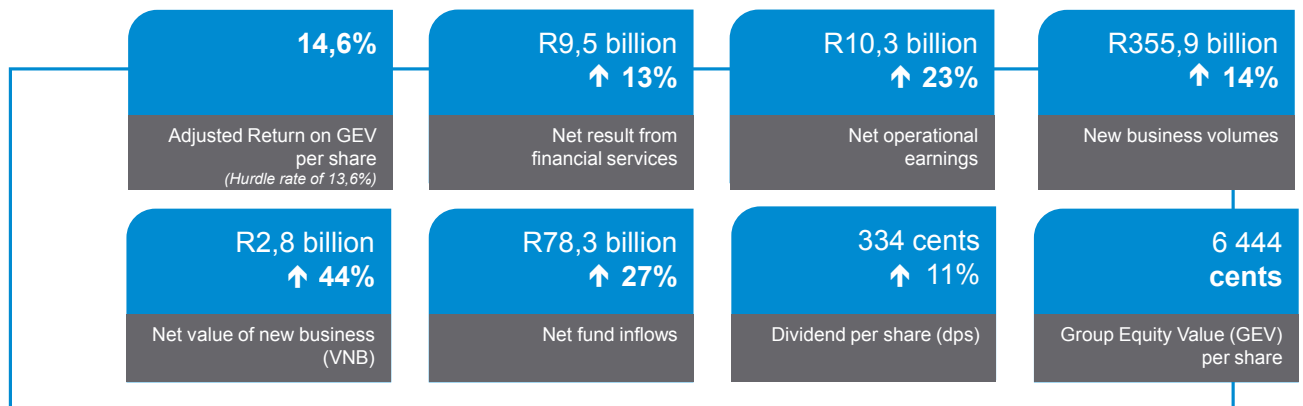 14,6%
Adjusted Return on GEV
per share
(Hurdle rate of 13,6%)
R9,5 billion
↑ 13%
Net result from
financial services
R10,3 billion
↑ 23%
Net operational
earnings
R355,9 billion
↑ 14%
New business volumes
R2,8 billion
↑ 44%
Net value of new business
(VNB)
R78,3 billion
↑ 27%
Net fund inflows
334 cents
↑ 11%
Dividend per share (dps)
6 444
cents
Group Equity Value (GEV)
per share